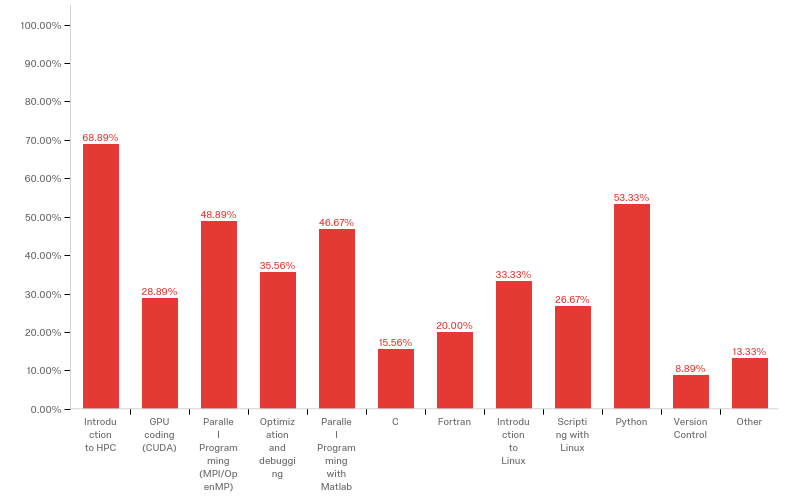 100.00%
90.00%
80.00%
70.00%
60.00%
50.00%
40.00%
30.00%
20.00%
10.00%
0.00%
68.89%
28.89%
48.89%
35.56%
46.67%
15.56%
20.00%
33.33%
26.67%
53.33%
8.89%
13.33%
Introdu
ction
to HPC
GPU
coding
(CUDA)
Paralle
l
Program
ming
(MPI/Op
enMP)
Optimiz
ation
and
debuggi
ng
Paralle
l
Program
ming
with
Matlab
C
Fortran
Introdu
ction
to
Linux
Scripti
ng with
Linux
Python
Version
Control
Other